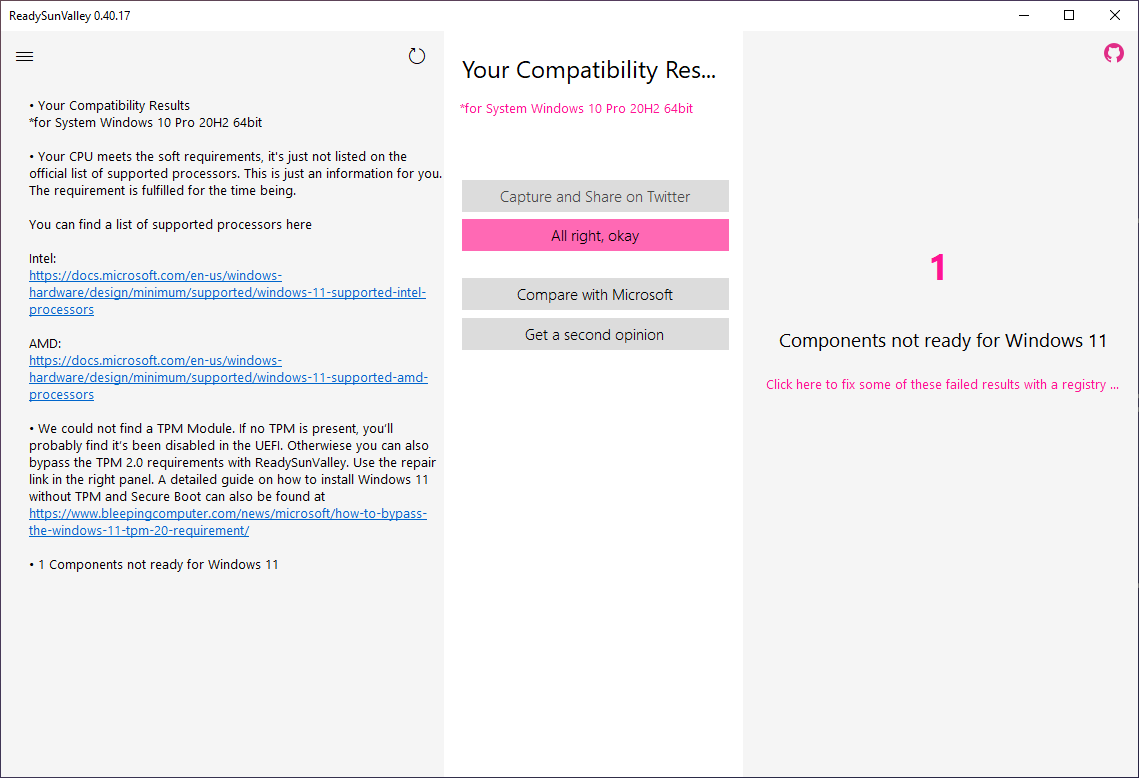 ReadySunValley 0.40.17
• Your Compatibility Results
*for System Windows 10 Pro 20H2 64bit
• Your CPU meets the soft requirements, it's just not listed on the
official list of supported processors. This is just an information for you.
The requirement is fulfilled for the time being.
You can find a list of supported processors here
Intel:
https://docs.microsoft.com/en-us/windows-
hardware/design/minimum/supported/windows-11-supported-intel-
processors
AMD:
https://docs.microsoft.com/en-us/windows-
hardware/design/minimum/supported/windows-11-supported-amd-
processors
• We could not find a TPM Module. If no TPM is present, you'll
probably find it's been disabled in the UEFI. Otherwiese you can also
bypass the TPM 2.0 requirements with ReadySunValley. Use the repair
link in the right panel. A detailed guide on how to install Windows 11
without TPM and Secure Boot can also be found at
https://www.bleepingcomputer.com/news/microsoft/how-to-bypass-
the-windows-11-tpm-20-requirement/
• 1 Components not ready for Windows 11
Your Compatibility Res...
*for System Windows 10 Pro 20H2 64bit
Capture and Share on Twitter
All right, okay
Compare with Microsoft
Get a second opinion
1
Components not ready for Windows 11
Click here to fix some of these failed results with a registry ...